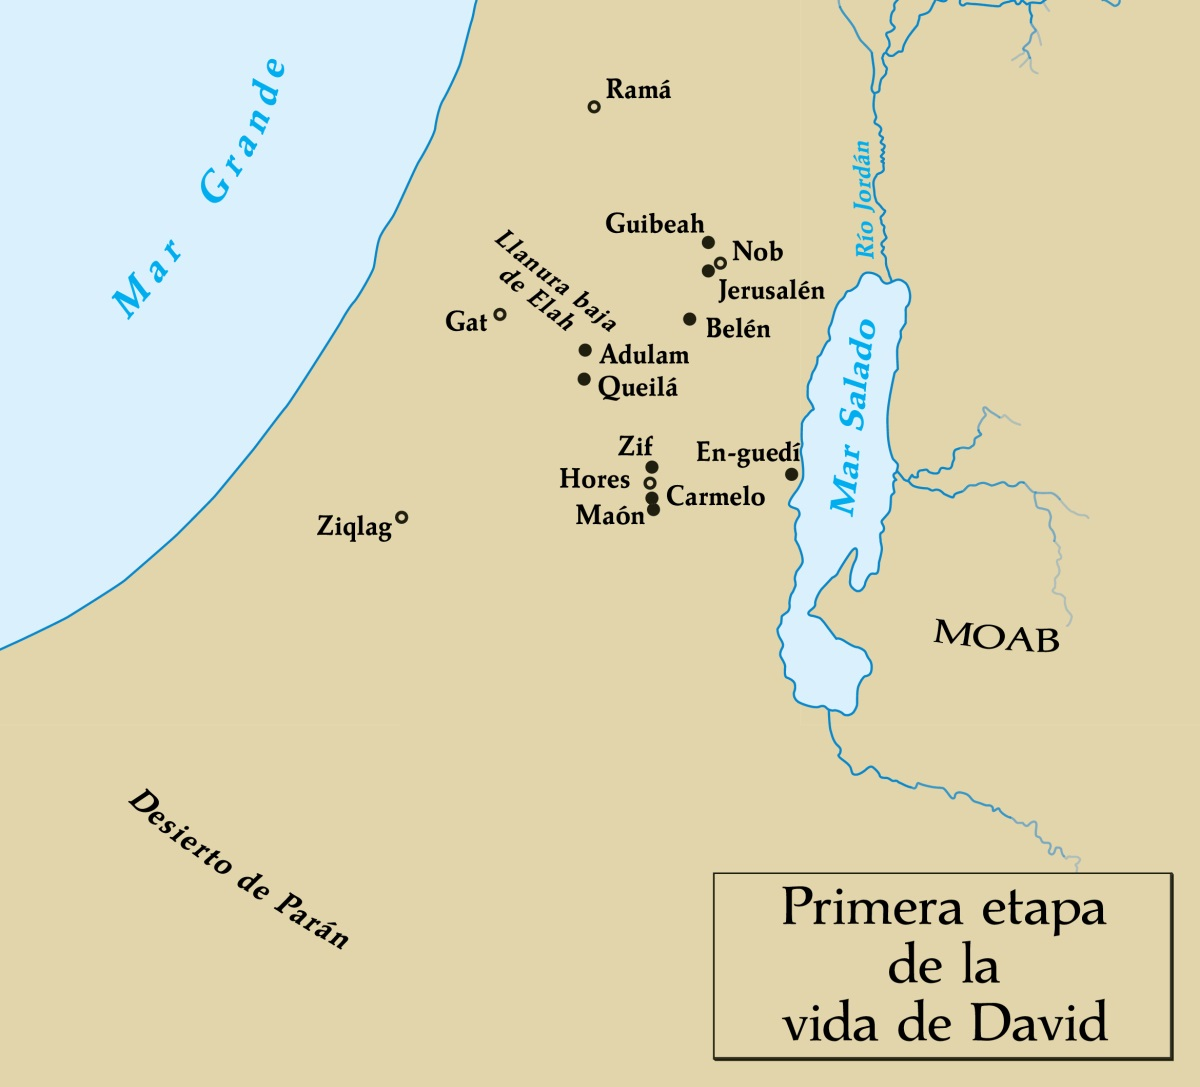 Mar Grande
Ramá
Río Jordán
Guibeah
Nob
Jerusalén
Llanura baja
de Elah
Gat
Belén
Adulam
Queilá
Mar Salado
Zif
En-guedí
Hores
Carmelo
Maón
Ziqlag
MOAB
Desierto de Parán
Primera etapa
de la
vida de David